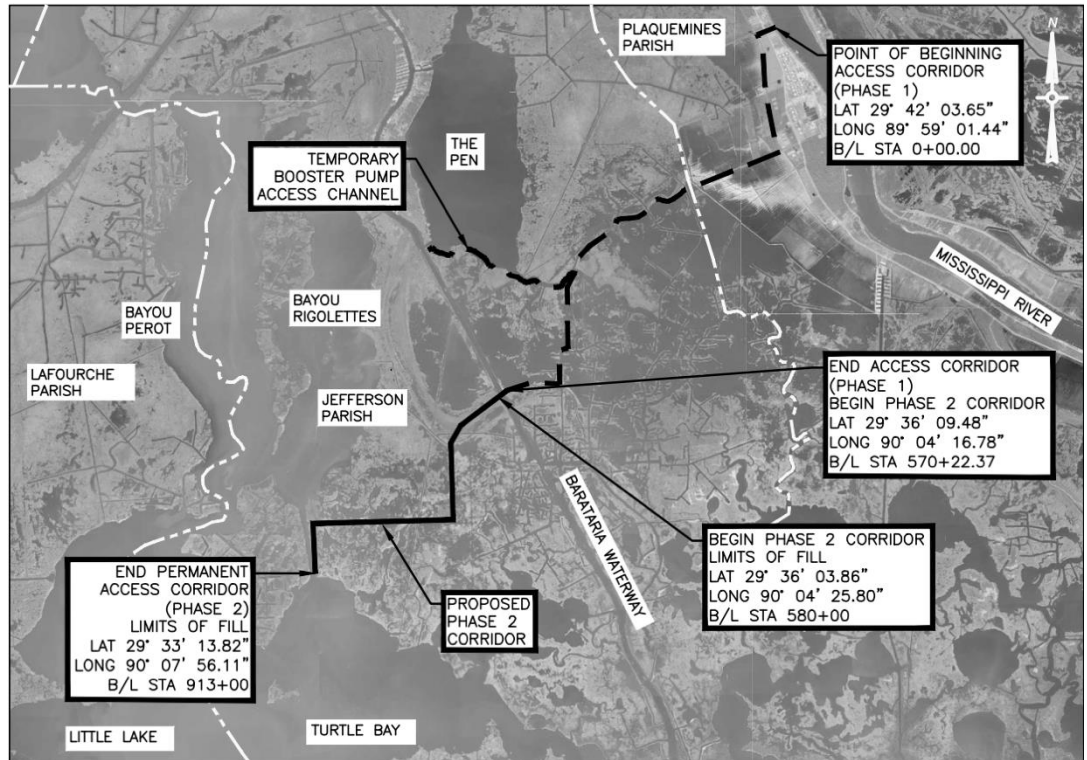 PLAQUEMINES
PARISH
N
POINT OF BEGINNING
ACCESS CORRIDOR
(PHASE 1)
LAT 29° 42' 03.65"
LONG 89° 59' 01.44"
B/L STA 0+00.00
THE
PEN
TEMPORARY
BOOSTER PUMP
ACCESS CHANNEL
MISSISSIPPI RIVER
BAYOU
PEROT
BAYOU
RIGOLETTES
LAFOURCHE
PARISH
JEFFERSON
PARISH
END ACCESS CORRIDOR
(PHASE 1)
BEGIN PHASE 2 CORRIDOR
LAT 29° 36' 09.48"
LONG 90° 04' 16.78"
B/L STA 570+22.37
BARATARIA WATERWAY
BEGIN PHASE 2 CORRIDOR
LIMITS OF FILL
LAT 29° 36' 03.86"
LONG 90° 04' 25.80"
B/L STA 580+00
END PERMANENT
ACCESS CORRIDOR
(PHASE 2)
LIMITS OF FILL
LAT 29° 33' 13.82"
LONG 90° 07' 56.11"
B/L STA 913+00
PROPOSED
PHASE 2
CORRIDOR
LITTLE LAKE
TURTLE BAY